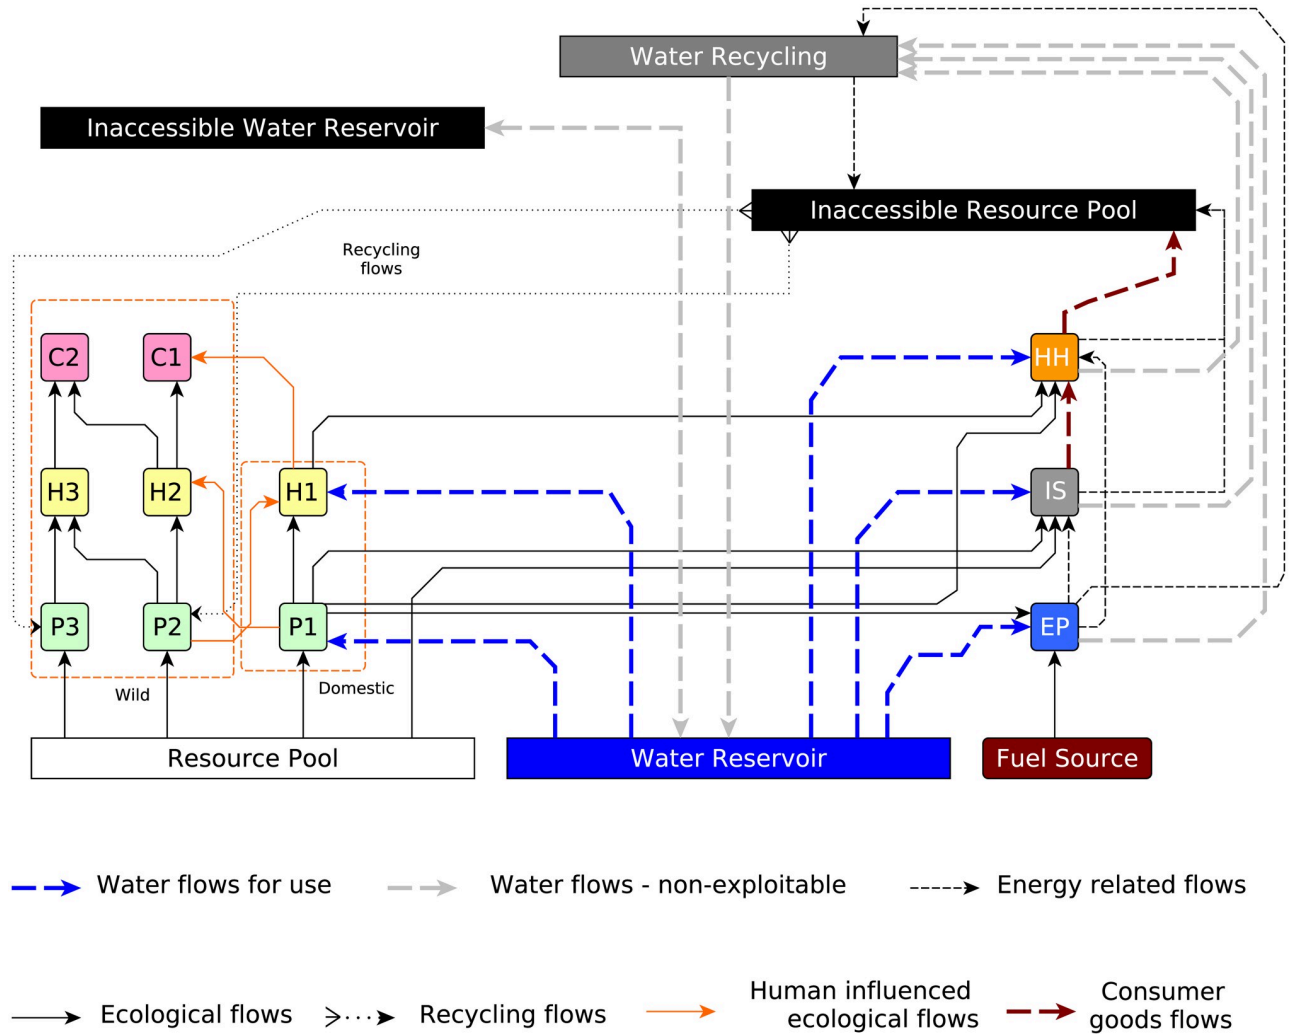 Water Recycling
Inaccessible Water Reservoir
Inaccessible Resource Pool
Recycling
flows
C2
C1
HH
H3
H2
H1
IS
P3
P2
P1
EP
Wild
Domestic
Resource Pool
Water Reservoir
Fuel Source
Water flows for use
Water flows - non-exploitable
Energy related flows
Ecological flows
Recycling flows
Human influenced
ecological flows
Consumer
goods flows